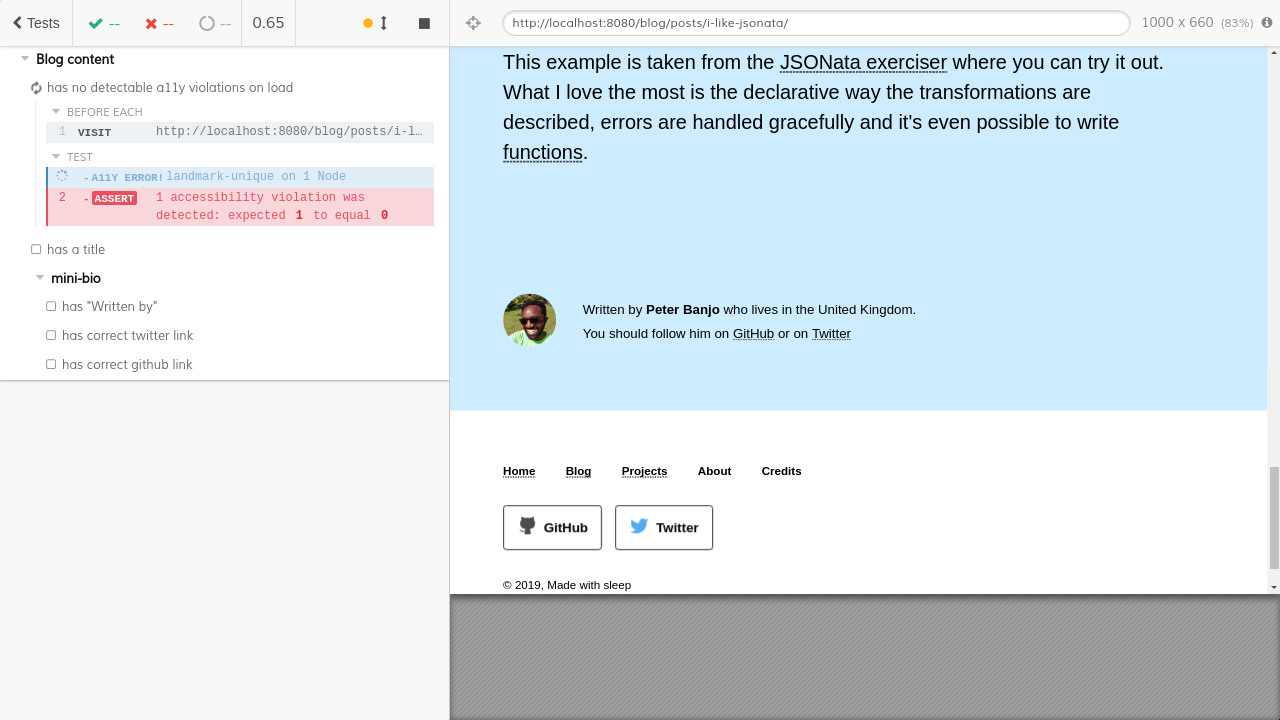 Tests -- -- -- 0.65
http://localhost:8080/blog/posts/i-like-jsonata/ 1000 x 660 (83%)
Blog content
has no detectable a11y violations on load
BEFORE EACH
1 VISIT http://localhost:8080/blog/posts/i-l…
TEST
-A11Y ERROR! landmark-unique on 1 Node
2 -ASSERT 1 accessibility violation was
detected: expected 1 to equal 0
has a title
mini-bio
has "Written by"
has correct twitter link
has correct github link
This example is taken from the JSONata exerciser where you can try it out.
What I love the most is the declarative way the transformations are
described, errors are handled gracefully and it's even possible to write
functions.
Written by Peter Banjo who lives in the United Kingdom.
You should follow him on GitHub or on Twitter
Home Blog Projects About Credits
GitHub Twitter
© 2019, Made with sleep